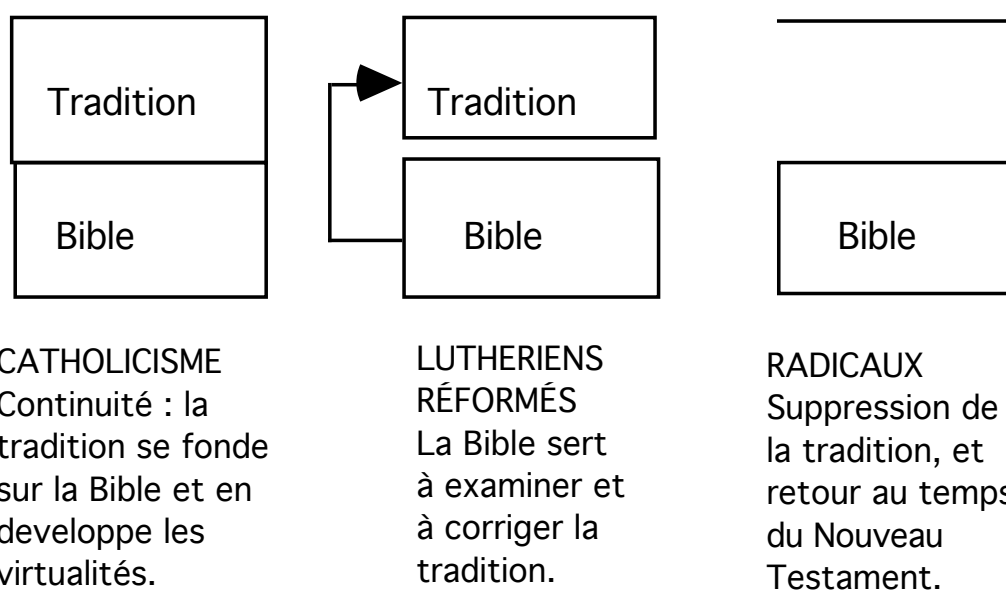 Tradition
Bible
CATHOLICISME
Continuité : la
tradition se fonde
sur la Bible et en
developpe les
virtualités.
Tradition
Bible
LUTHERIENS
RÉFORMÉS
La Bible sert
à examiner et
à corriger la
tradition.
Bible
RADICAUX
Suppression de
la tradition, et
retour au temps
du Nouveau
Testament.